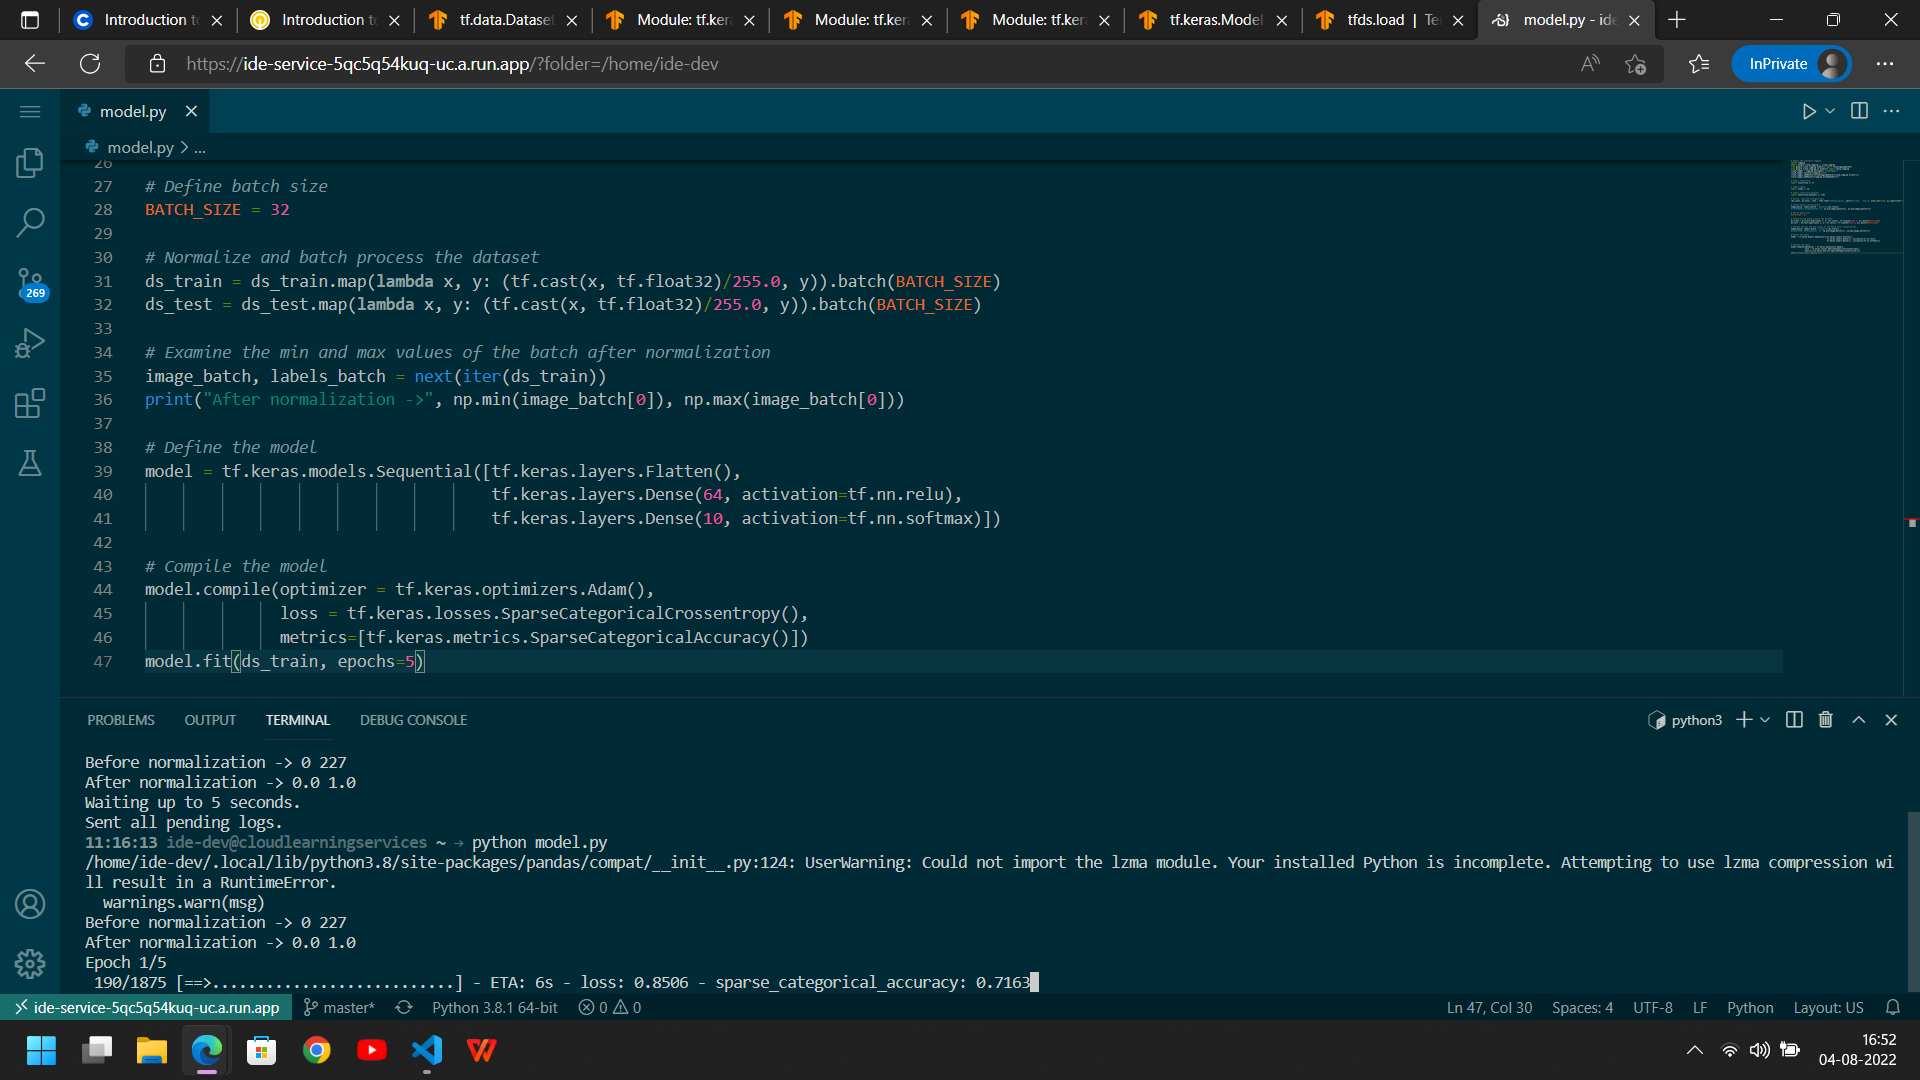 Introduction to
Introduction to
tf.data.Dataset
Module: tf.kera
Module: tf.kera
Module: tf.kera
tf.keras.Model
tfds.load | Ten
model.py - ide
https://ide-service-5qc5q54kuq-uc.a.run.app/?folder=/home/ide-dev
InPrivate
model.py
model.py > ...
26
27 # Define batch size
28 BATCH_SIZE = 32
29
30 # Normalize and batch process the dataset
31 ds_train = ds_train.map(lambda x, y: (tf.cast(x, tf.float32)/255.0, y)).batch(BATCH_SIZE)
32 ds_test = ds_test.map(lambda x, y: (tf.cast(x, tf.float32)/255.0, y)).batch(BATCH_SIZE)
33
34 # Examine the min and max values of the batch after normalization
35 image_batch, labels_batch = next(iter(ds_train))
36 print("After normalization ->", np.min(image_batch[0]), np.max(image_batch[0]))
37
38 # Define the model
39 model = tf.keras.models.Sequential([tf.keras.layers.Flatten(),
40 tf.keras.layers.Dense(64, activation=tf.nn.relu),
41 tf.keras.layers.Dense(10, activation=tf.nn.softmax)])
42
43 # Compile the model
44 model.compile(optimizer = tf.keras.optimizers.Adam(),
45 loss = tf.keras.losses.SparseCategoricalCrossentropy(),
46 metrics=[tf.keras.metrics.SparseCategoricalAccuracy()])
47 model.fit(ds_train, epochs=5)
269
PROBLEMS OUTPUT TERMINAL DEBUG CONSOLE
python3
Before normalization -> 0 227
After normalization -> 0.0 1.0
Waiting up to 5 seconds.
Sent all pending logs.
11:16:13 ide-dev@cloudlearningservices ~ → python model.py
/home/ide-dev/.local/lib/python3.8/site-packages/pandas/compat/__init__.py:124: UserWarning: Could not import the lzma module. Your installed Python is incomplete. Attempting to use lzma compression wi
ll result in a RuntimeError.
warnings.warn(msg)
Before normalization -> 0 227
After normalization -> 0.0 1.0
Epoch 1/5
190/1875 [==>...........................] - ETA: 6s - loss: 0.8506 - sparse_categorical_accuracy: 0.7163
ide-service-5qc5q54kuq-uc.a.run.app master* Python 3.8.1 64-bit 0 0
Ln 47, Col 30 Spaces: 4 UTF-8 LF Python Layout: US
16:52
04-08-2022